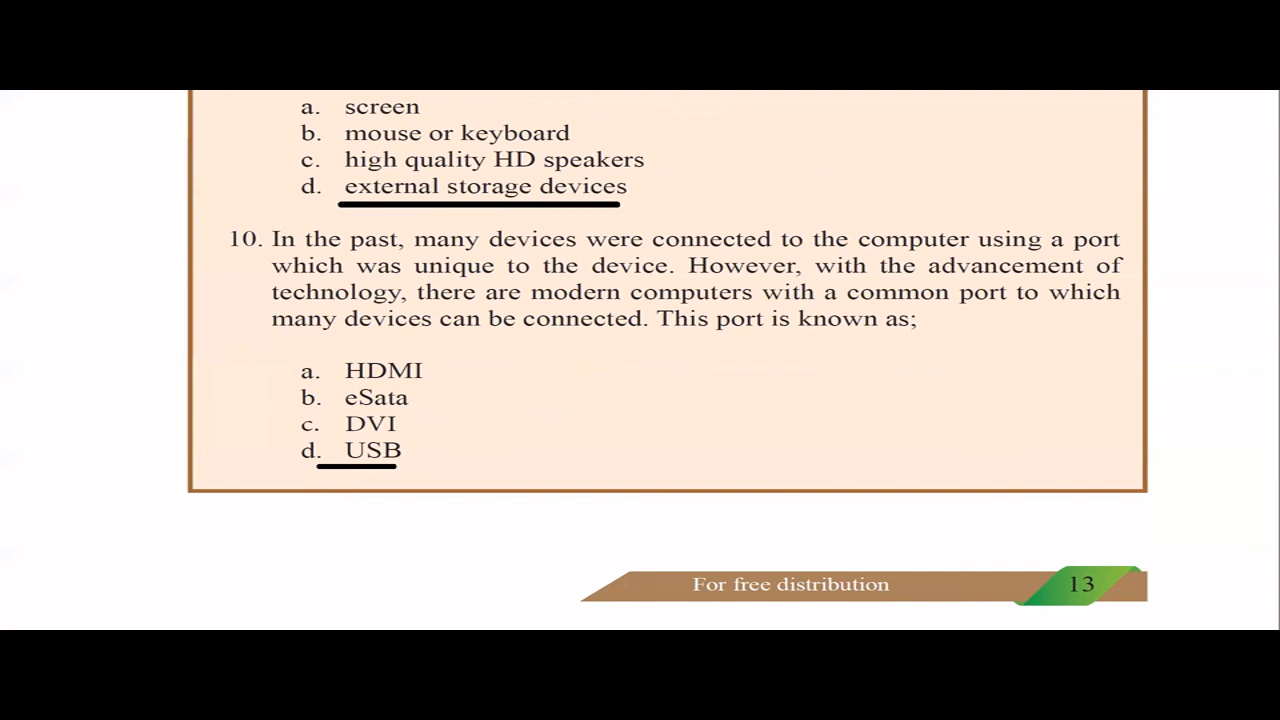 a. screen
b. mouse or keyboard
c. high quality HD speakers
d. external storage devices
10. In the past, many devices were connected to the computer using a port
which was unique to the device. However, with the advancement of
technology, there are modern computers with a common port to which
many devices can be connected. This port is known as;
a. HDMI
b. eSata
c. DVI
d. USB
For free distribution 13